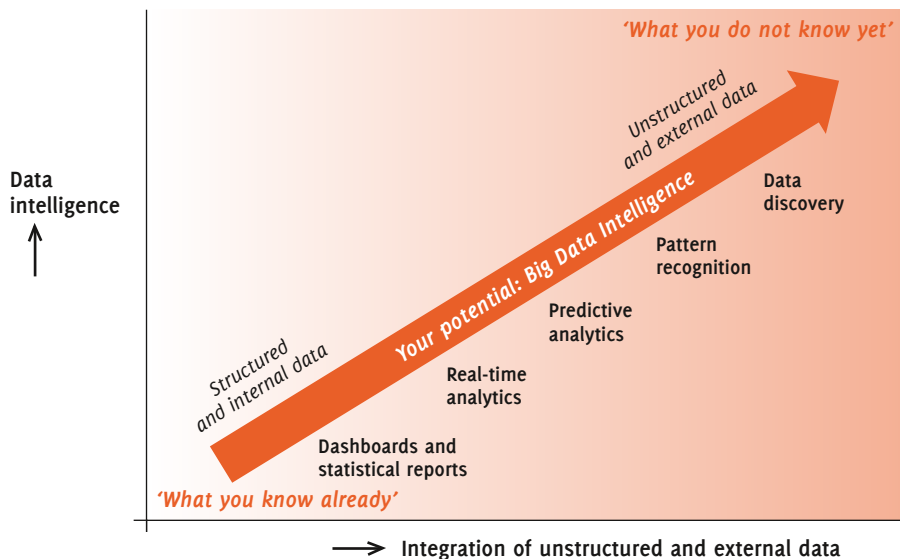 ‘What you do not know yet’
Unstructured
and external data
Data
intelligence
Data
discovery
Your potential: Big Data Intelligence
Pattern
recognition
Predictive
analytics
Structured
and internal data
Real-time
analytics
Dashboards and
statistical reports
‘What you know already’
Integration of unstructured and external data